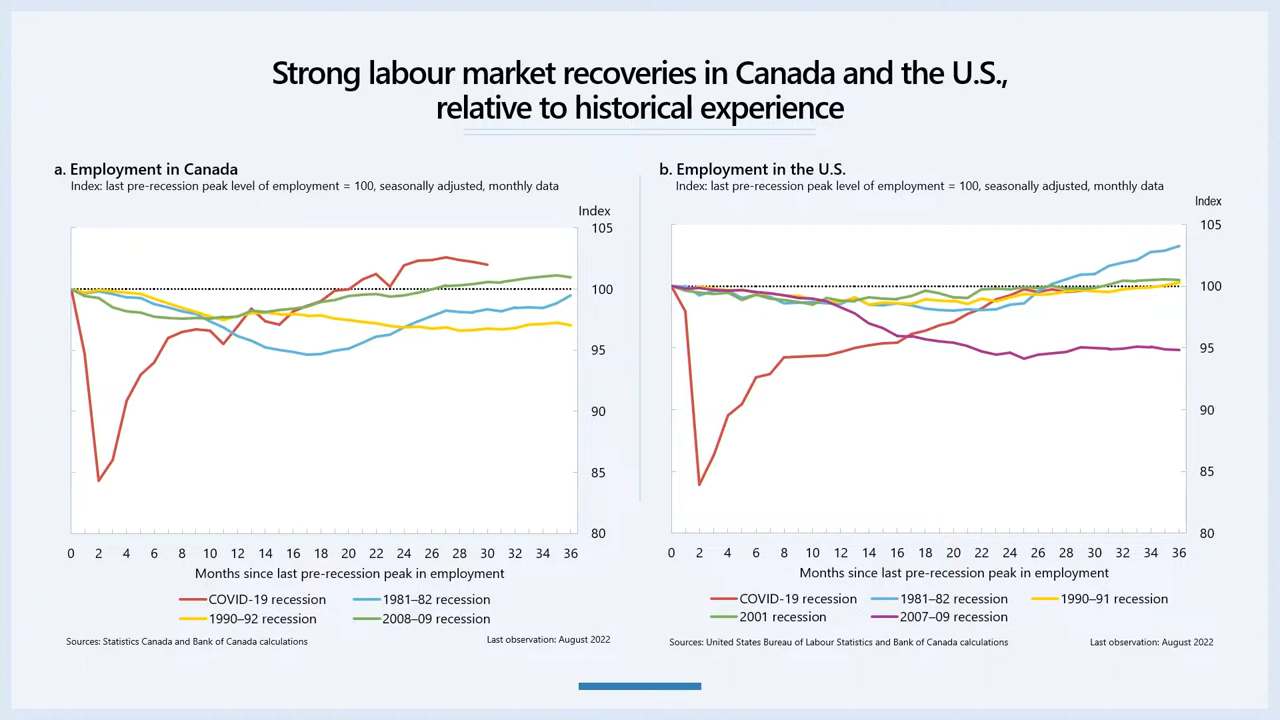 Strong labour market recoveries in Canada and the U.S.,
relative to historical experience
a. Employment in Canada
Index: last pre-recession peak level of employment = 100, seasonally adjusted, monthly data
Index
105
100
95
90
85
80
0 2 4 6 8 10 12 14 16 18 20 22 24 26 28 30 32 34 36
Months since last pre-recession peak in employment
COVID-19 recession 1981–82 recession
1990–92 recession 2008–09 recession
Sources: Statistics Canada and Bank of Canada calculations
Last observation: August 2022
b. Employment in the U.S.
Index: last pre-recession peak level of employment = 100, seasonally adjusted, monthly data
Index
105
100
95
90
85
80
0 2 4 6 8 10 12 14 16 18 20 22 24 26 28 30 32 34 36
Months since last pre-recession peak in employment
COVID-19 recession 1981–82 recession 1990–91 recession
2001 recession 2007–09 recession
Sources: United States Bureau of Labour Statistics and Bank of Canada calculations
Last observation: August 2022